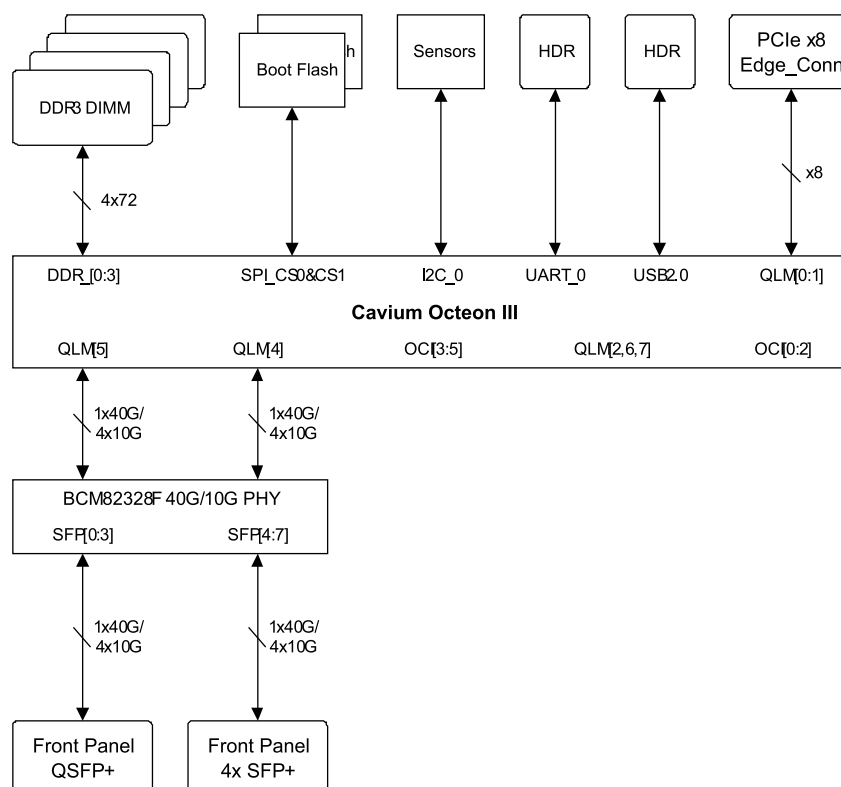 DDR3 DIMM
Boot Flash
h
Sensors
HDR
HDR
PCIe x8
Edge_Conn
4x72
x8
DDR_[0:3]
SPI_CS0&CS1
I2C_0
UART_0
USB2.0
QLM[0:1]
Cavium Octeon III
QLM[5]
QLM[4]
OCI[3:5]
QLM[2,6,7]
OCI[0:2]
1x40G/
4x10G
1x40G/
4x10G
BCM82328F 40G/10G PHY
SFP[0:3]
SFP[4:7]
1x40G/
4x10G
1x40G/
4x10G
Front Panel
QSFP+
Front Panel
4x SFP+